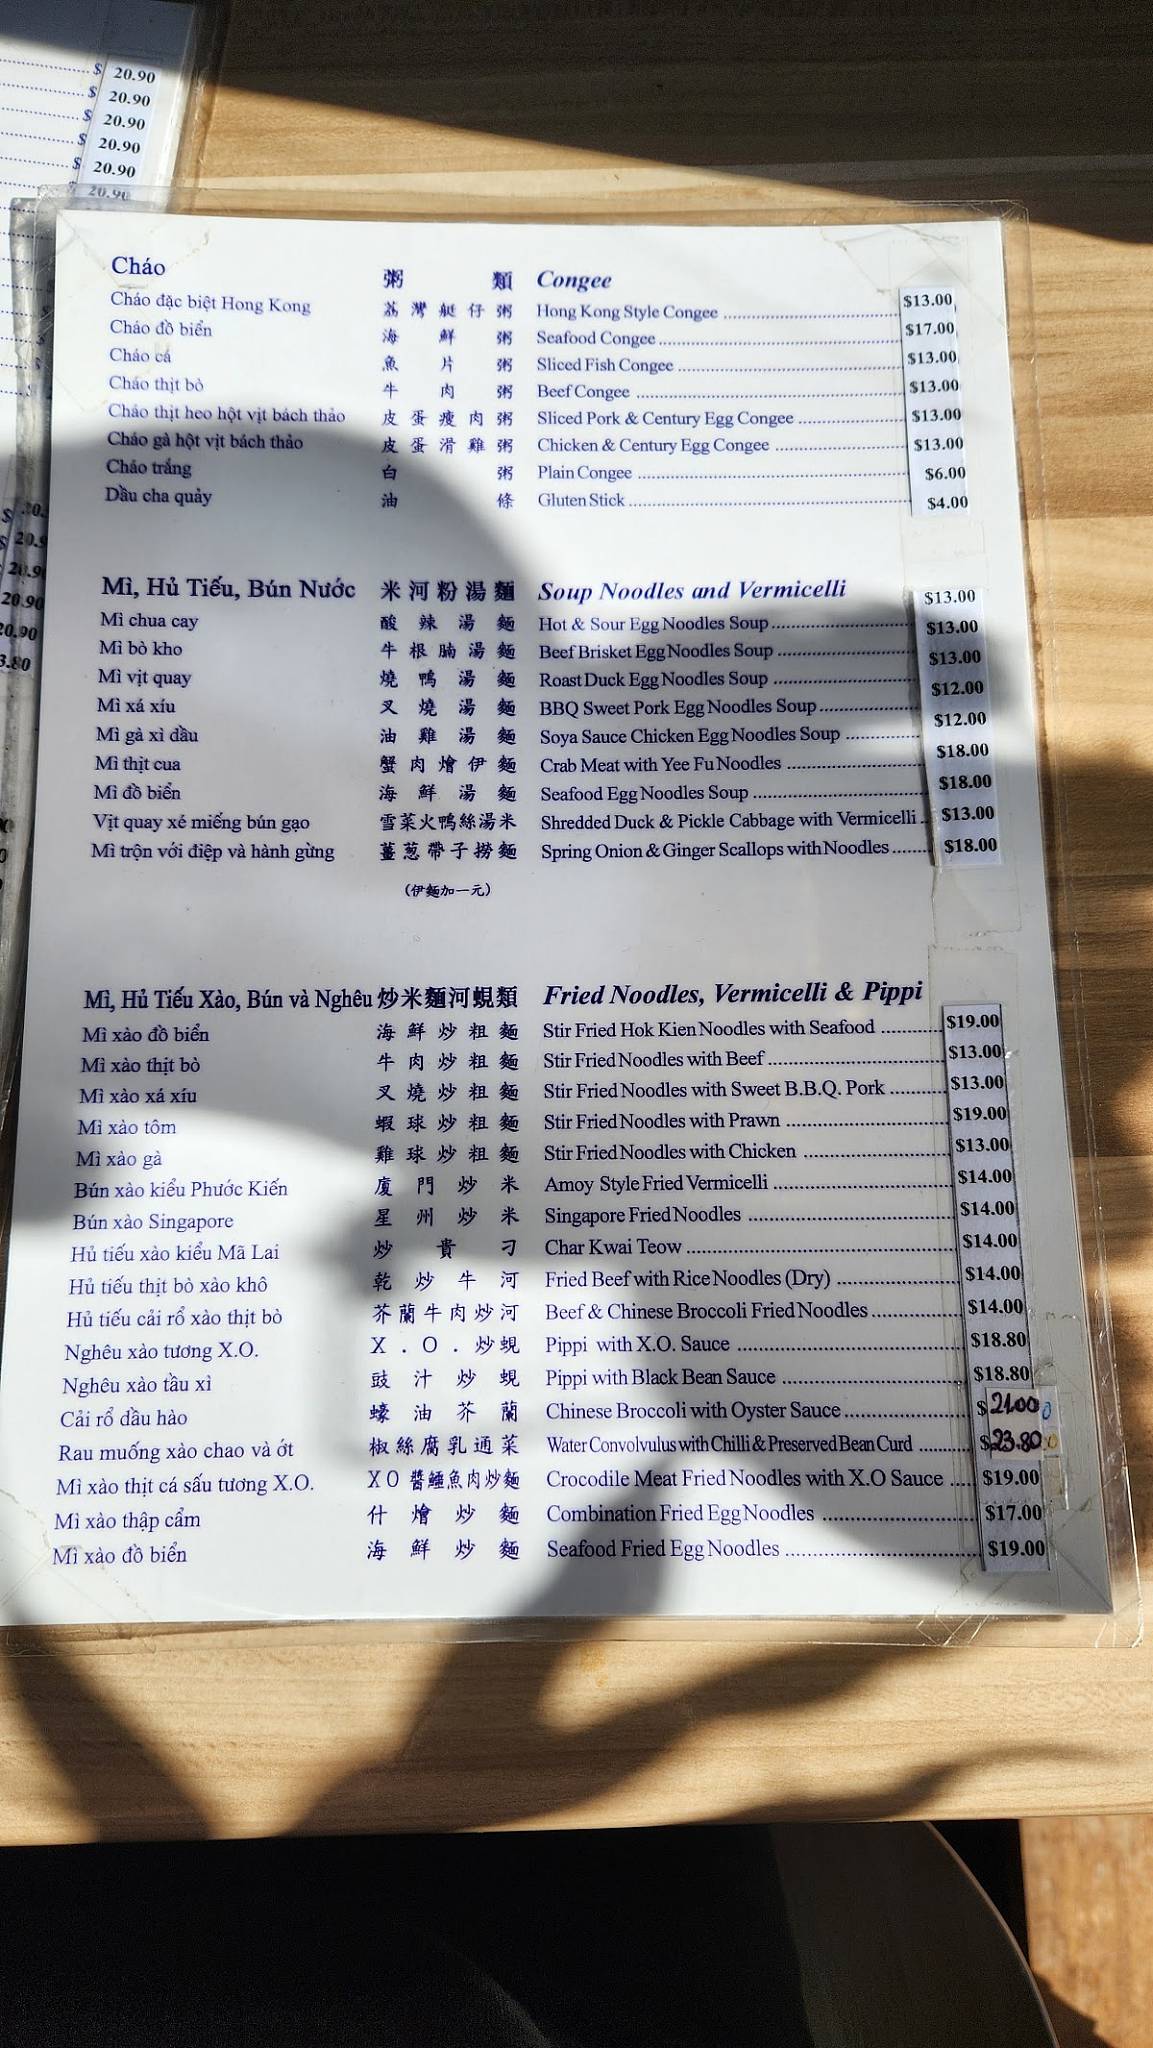 $ 20.90
$ 20.90
$ 20.90
$ 20.90
$ 20.90
20.90
Cháo 粥 類 Congee
Cháo đặc biệt Hong Kong 荔灣艇仔粥 Hong Kong Style Congee $13.00
Cháo đồ biển 海鮮粥 Seafood Congee $17.00
Cháo cá 魚片粥 Sliced Fish Congee $13.00
Cháo thịt bò 牛肉粥 Beef Congee $13.00
Cháo thịt heo hột vịt bách thảo 皮蛋瘦肉粥 Sliced Pork & Century Egg Congee $13.00
Cháo gà hột vịt bách thảo 皮蛋滑雞粥 Chicken & Century Egg Congee $13.00
Cháo trắng 白粥 Plain Congee $6.00
Dầu cha quảy 油條 Gluten Stick $4.00
Mì, Hủ Tiếu, Bún Nước 米河粉湯麵 Soup Noodles and Vermicelli
Mì chua cay 酸辣湯麵 Hot & Sour Egg Noodles Soup $13.00
Mì bò kho 牛根腩湯麵 Beef Brisket Egg Noodles Soup $13.00
Mì vịt quay 燒鴨湯麵 Roast Duck Egg Noodles Soup $13.00
Mì xá xíu 叉燒湯麵 BBQ Sweet Pork Egg Noodles Soup $12.00
Mì gà xì dầu 油雞湯麵 Soya Sauce Chicken Egg Noodles Soup $12.00
Mì thịt cua 蟹肉燴伊麵 Crab Meat with Yee Fu Noodles $18.00
Mì đồ biển 海鮮湯麵 Seafood Egg Noodles Soup $18.00
Vịt quay xé miếng bún gạo 雪菜火鴨絲湯米 Shredded Duck & Pickle Cabbage with Vermicelli $13.00
Mì trộn với điệp và hành gừng 薑葱帶子撈麵 Spring Onion & Ginger Scallops with Noodles $18.00
(伊麵加一元)
Mì, Hủ Tiếu Xào, Bún và Nghêu 炒米麵河蜆類 Fried Noodles, Vermicelli & Pippi
Mì xào đồ biển 海鮮炒粗麵 Stir Fried Hok Kien Noodles with Seafood $19.00
Mì xào thịt bò 牛肉炒粗麵 Stir Fried Noodles with Beef $13.00
Mì xào xá xíu 叉燒炒粗麵 Stir Fried Noodles with Sweet B.B.Q. Pork $13.00
Mì xào tôm 蝦球炒粗麵 Stir Fried Noodles with Prawn $19.00
Mì xào gà 雞球炒粗麵 Stir Fried Noodles with Chicken $13.00
Bún xào kiểu Phước Kiến 廈門炒米 Amoy Style Fried Vermicelli $14.00
Bún xào Singapore 星州炒米 Singapore Fried Noodles $14.00
Hủ tiếu xào kiểu Mã Lai 炒貴刁 Char Kwai Teow $14.00
Hủ tiếu thịt bò xào khô 乾炒牛河 Fried Beef with Rice Noodles (Dry) $14.00
Hủ tiếu cải rổ xào thịt bò 芥蘭牛肉炒河 Beef & Chinese Broccoli Fried Noodles $14.00
Nghêu xào tương X.O. X.O.炒蜆 Pippi with X.O. Sauce $18.80
Nghêu xào tầu xì 豉汁炒蜆 Pippi with Black Bean Sauce $18.80
Cải rổ dầu hào 蠔油芥蘭 Chinese Broccoli with Oyster Sauce $21.00
Rau muống xào chao và ớt 椒絲腐乳通菜 Water Convolvulus with Chilli & Preserved Bean Curd $23.80
Mì xào thịt cá sấu tương X.O. XO醬鱷魚肉炒麵 Crocodile Meat Fried Noodles with X.O Sauce $19.00
Mì xào thập cẩm 什燴炒麵 Combination Fried Egg Noodles $17.00
Mì xào đồ biển 海鮮炒麵 Seafood Fried Egg Noodles $19.00